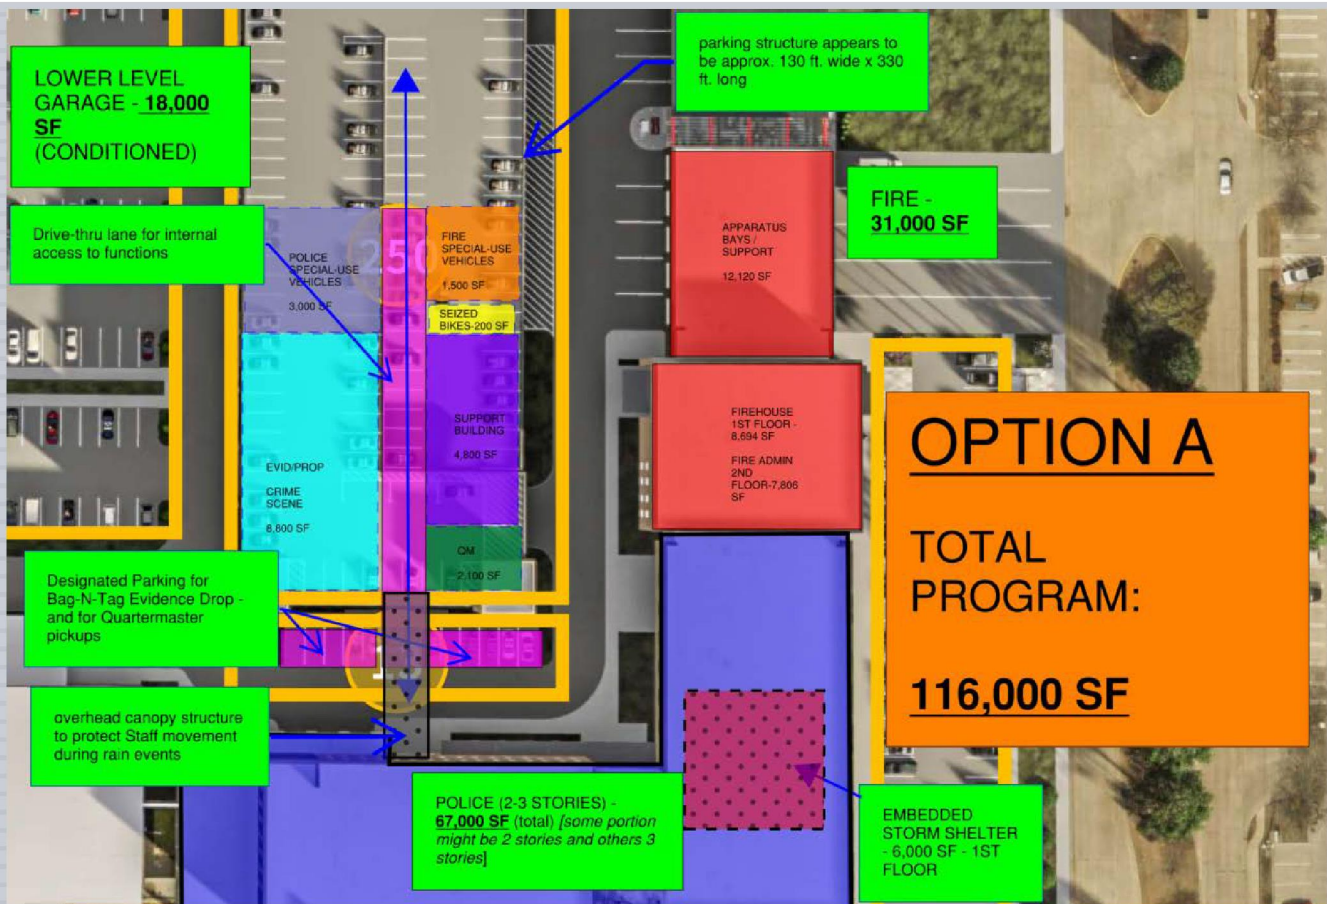 LOWER LEVEL
GARAGE - 18,000
SF
(CONDITIONED)
parking structure appears to
be approx. 130 ft. wide x 330
ft. long
FIRE -
31,000 SF
Drive-thru lane for internal
access to functions
POLICE
SPECIAL-USE
VEHICLES
3,000 SF
250
FIRE
SPECIAL-USE
VEHICLES
1,500 SF
SEIZED
BIKES-200 SF
APPARATUS
BAYS /
SUPPORT
12,120 SF
SUPPORT
BUILDING
4,800 SF
FIREHOUSE
1ST FLOOR -
8,694 SF
FIRE ADMIN
2ND
FLOOR-7,806
SF
EVID/PROP
CRIME
SCENE
6,800 SF
QM
2,100 SF
OPTION A
TOTAL
PROGRAM:
116,000 SF
Designated Parking for
Bag-N-Tag Evidence Drop -
and for Quartermaster
pickups
overhead canopy structure
to protect Staff movement
during rain events
POLICE (2-3 STORIES) -
67,000 SF (total) [some portion
might be 2 stories and others 3
stories]
EMBEDDED
STORM SHELTER
- 6,000 SF - 1ST
FLOOR